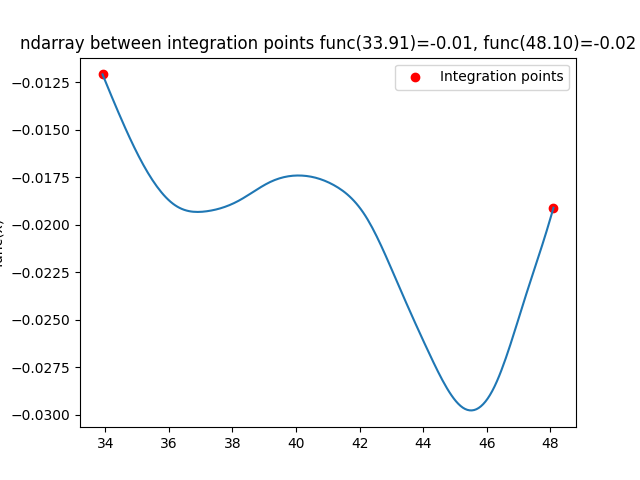 ndarray between integration points func(33.91)=-0.01, func(48.10)=-0.02
Integration points
−0.0125
−0.0150
−0.0175
−0.0200
−0.0225
−0.0250
−0.0275
−0.0300
34 36 38 40 42 44 46 48